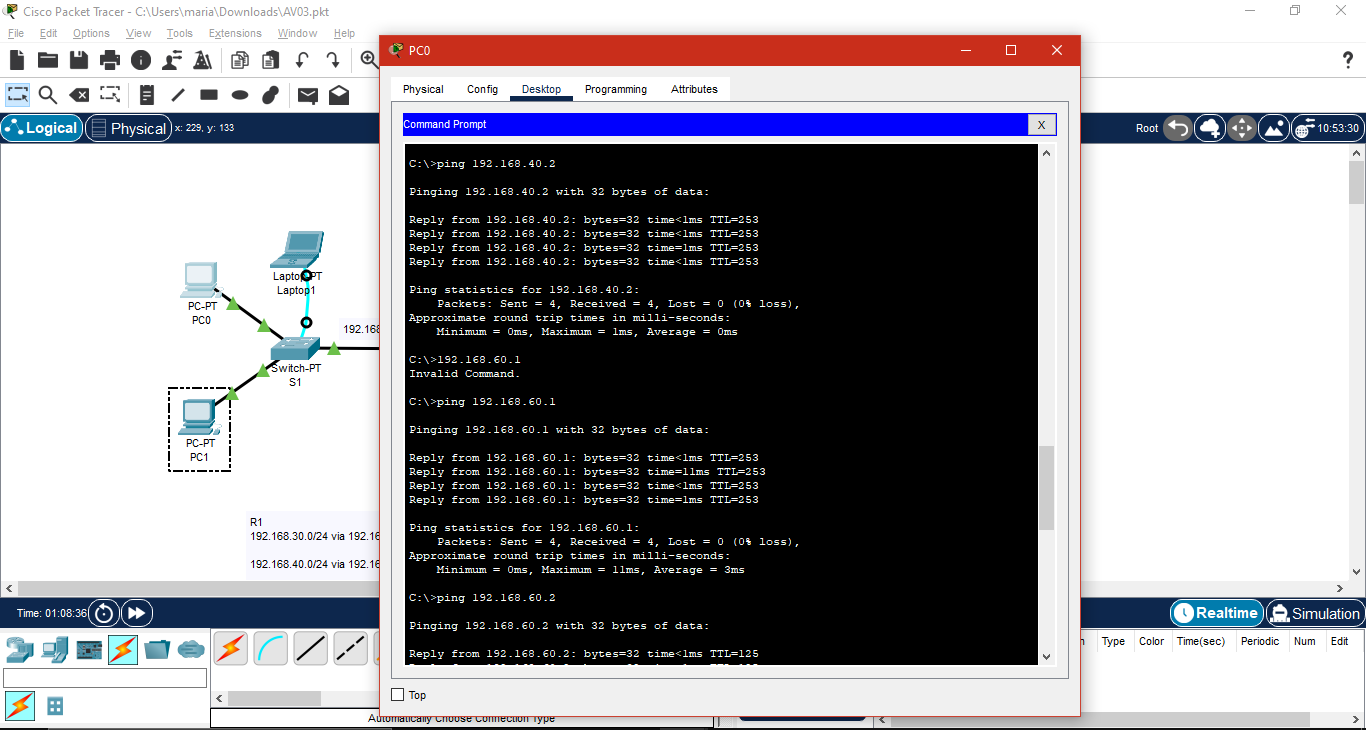 Cisco Packet Tracer - C:\Users\maria\Downloads\AV03.pkt
File Edit Options View Tools Extensions Window Help
PC0
?
Physical Config Desktop Programming Attributes
Logical Physical x: 229, y: 133
Root 10:53:30
Command Prompt X
C:\>ping 192.168.40.2
Pinging 192.168.40.2 with 32 bytes of data:
Reply from 192.168.40.2: bytes=32 time<1ms TTL=253
Reply from 192.168.40.2: bytes=32 time<1ms TTL=253
Reply from 192.168.40.2: bytes=32 time=1ms TTL=253
Reply from 192.168.40.2: bytes=32 time<1ms TTL=253
Ping statistics for 192.168.40.2:
Packets: Sent = 4, Received = 4, Lost = 0 (0% loss),
Approximate round trip times in milli-seconds:
Minimum = 0ms, Maximum = 1ms, Average = 0ms
C:\>192.168.60.1
Invalid Command.
C:\>ping 192.168.60.1
Pinging 192.168.60.1 with 32 bytes of data:
Reply from 192.168.60.1: bytes=32 time<1ms TTL=253
Reply from 192.168.60.1: bytes=32 time=11ms TTL=253
Reply from 192.168.60.1: bytes=32 time<1ms TTL=253
Reply from 192.168.60.1: bytes=32 time<1ms TTL=253
Ping statistics for 192.168.60.1:
Packets: Sent = 4, Received = 4, Lost = 0 (0% loss),
Approximate round trip times in milli-seconds:
Minimum = 0ms, Maximum = 11ms, Average = 3ms
C:\>ping 192.168.60.2
Pinging 192.168.60.2 with 32 bytes of data:
Reply from 192.168.60.2: bytes=32 time<1ms TTL=125
Top
Laptop-PT
Laptop1
PC-PT
PC0
192.168
Switch-PT
S1
PC-PT
PC1
R1
192.168.30.0/24 via 192.16
192.168.40.0/24 via 192.16
Time: 01:08:36
Realtime Simulation
Type Color Time(sec) Periodic Num Edit
Automatically Choose Connection Type